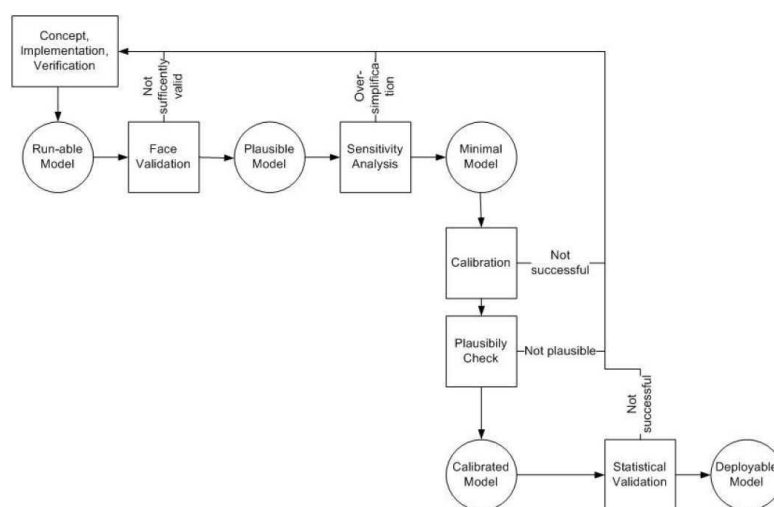 Concept,
Implementation,
Verification
Not
sufficently
valid
Over-
simplifica
tion
Run-able
Model
Face
Validation
Plausible
Model
Sensitivity
Analysis
Minimal
Model
Calibration
Not
successful
Plausibily
Check
Not plausible
Not
successful
Calibrated
Model
Statistical
Validation
Deployable
Model